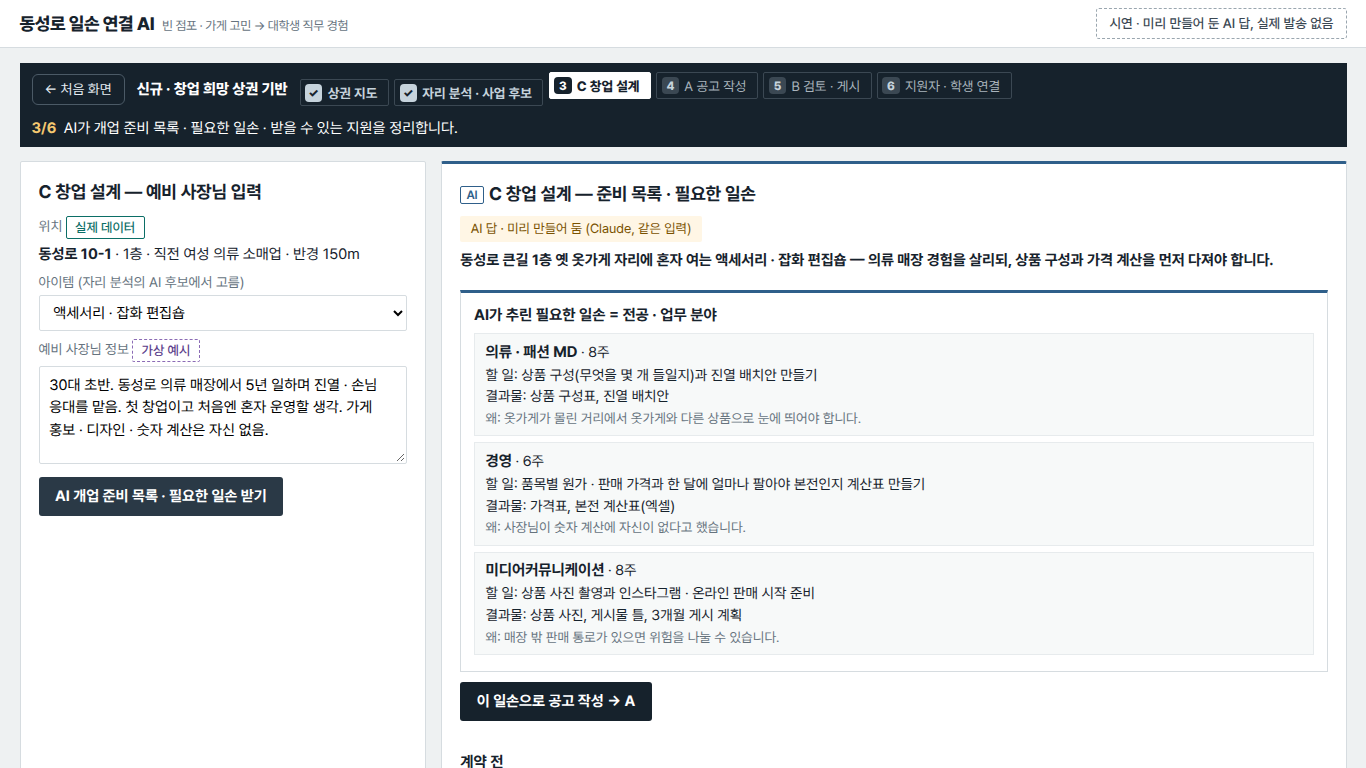 동성로 일손 연결 AI 빈 점포 · 가게 고민 → 대학생 직무 경험
시연 · 미리 만들어 둔 AI 답, 실제 발송 없음
← 처음 화면 신규 · 창업 희망 상권 기반 ✓ 상권 지도 ✓ 자리 분석 · 사업 후보 3 C 창업 설계 4 A 공고 작성 5 B 검토 · 게시 6 지원자 · 학생 연결
3/6 AI가 개업 준비 목록 · 필요한 일손 · 받을 수 있는 지원을 정리합니다.
C 창업 설계 — 예비 사장님 입력
위치 실제 데이터
동성로 10-1 · 1층 · 직전 여성 의류 소매업 · 반경 150m
아이템 (자리 분석의 AI 후보에서 고름)
액세서리 · 잡화 편집숍
예비 사장님 정보 가상 예시
30대 초반. 동성로 의류 매장에서 5년 일하며 진열 · 손님
응대를 맡음. 첫 창업이고 처음엔 혼자 운영할 생각. 가게
홍보 · 디자인 · 숫자 계산은 자신 없음.
AI 개업 준비 목록 · 필요한 일손 받기
AI C 창업 설계 — 준비 목록 · 필요한 일손
AI 답 · 미리 만들어 둠 (Claude, 같은 입력)
동성로 큰길 1층 옛 옷가게 자리에 혼자 여는 액세서리 · 잡화 편집숍 — 의류 매장 경험을 살리되, 상품 구성과 가격 계산을 먼저 다져야 합니다.
AI가 추린 필요한 일손 = 전공 · 업무 분야
의류 · 패션 MD · 8주
할 일: 상품 구성(무엇을 몇 개 들일지)과 진열 배치안 만들기
결과물: 상품 구성표, 진열 배치안
왜: 옷가게가 몰린 거리에서 옷가게와 다른 상품으로 눈에 띄어야 합니다.
경영 · 6주
할 일: 품목별 원가 · 판매 가격과 한 달에 얼마나 팔아야 본전인지 계산표 만들기
결과물: 가격표, 본전 계산표(엑셀)
왜: 사장님이 숫자 계산에 자신이 없다고 했습니다.
미디어커뮤니케이션 · 8주
할 일: 상품 사진 촬영과 인스타그램 · 온라인 판매 시작 준비
결과물: 상품 사진, 게시물 틀, 3개월 게시 계획
왜: 매장 밖 판매 통로가 있으면 위험을 나눌 수 있습니다.
이 일손으로 공고 작성 → A
계약 전